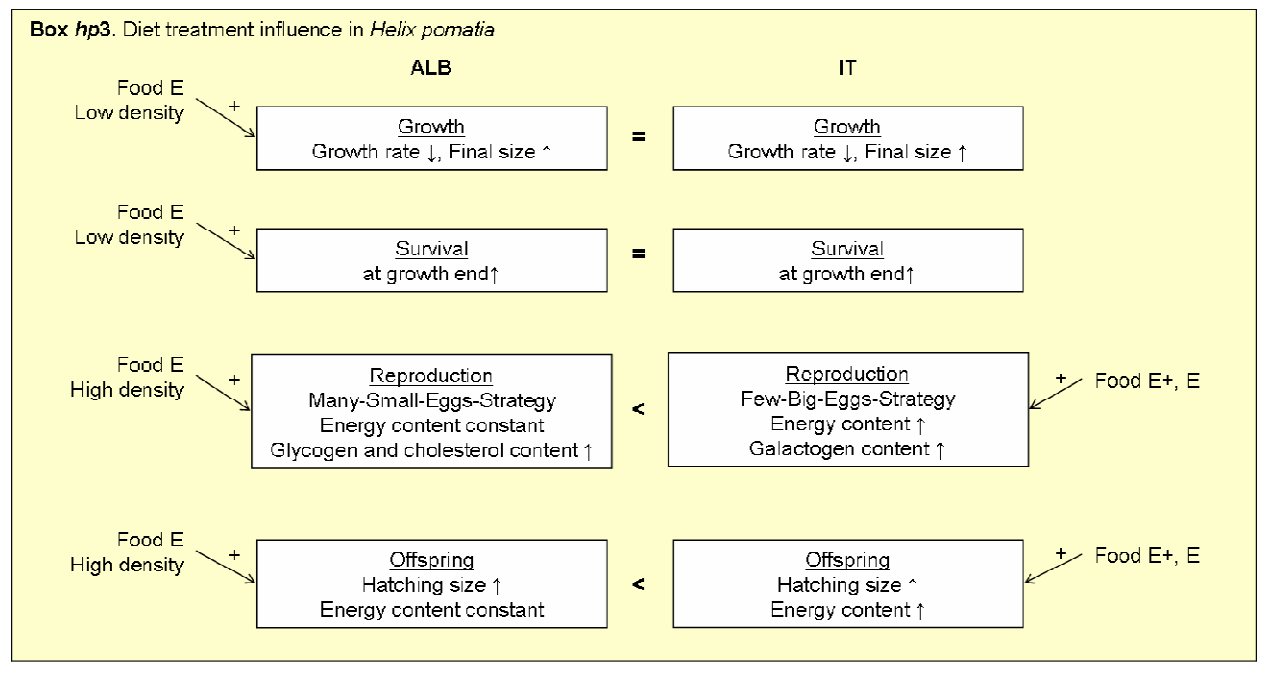 Box hp3. Diet treatment influence in Helix pomatia
ALB
IT
Food E
Low density
+
Growth
Growth rate ↓, Final size ˆ
=
Growth
Growth rate ↓, Final size ↑
Food E
Low density
+
Survival
at growth end↑
=
Survival
at growth end↑
Food E
High density
+
Reproduction
Many-Small-Eggs-Strategy
Energy content constant
Glycogen and cholesterol content ↑
<
Reproduction
Few-Big-Eggs-Strategy
Energy content ↑
Galactogen content ↑
+
Food E+, E
Food E
High density
+
Offspring
Hatching size ↑
Energy content constant
<
Offspring
Hatching size ˆ
Energy content ↑
+
Food E+, E